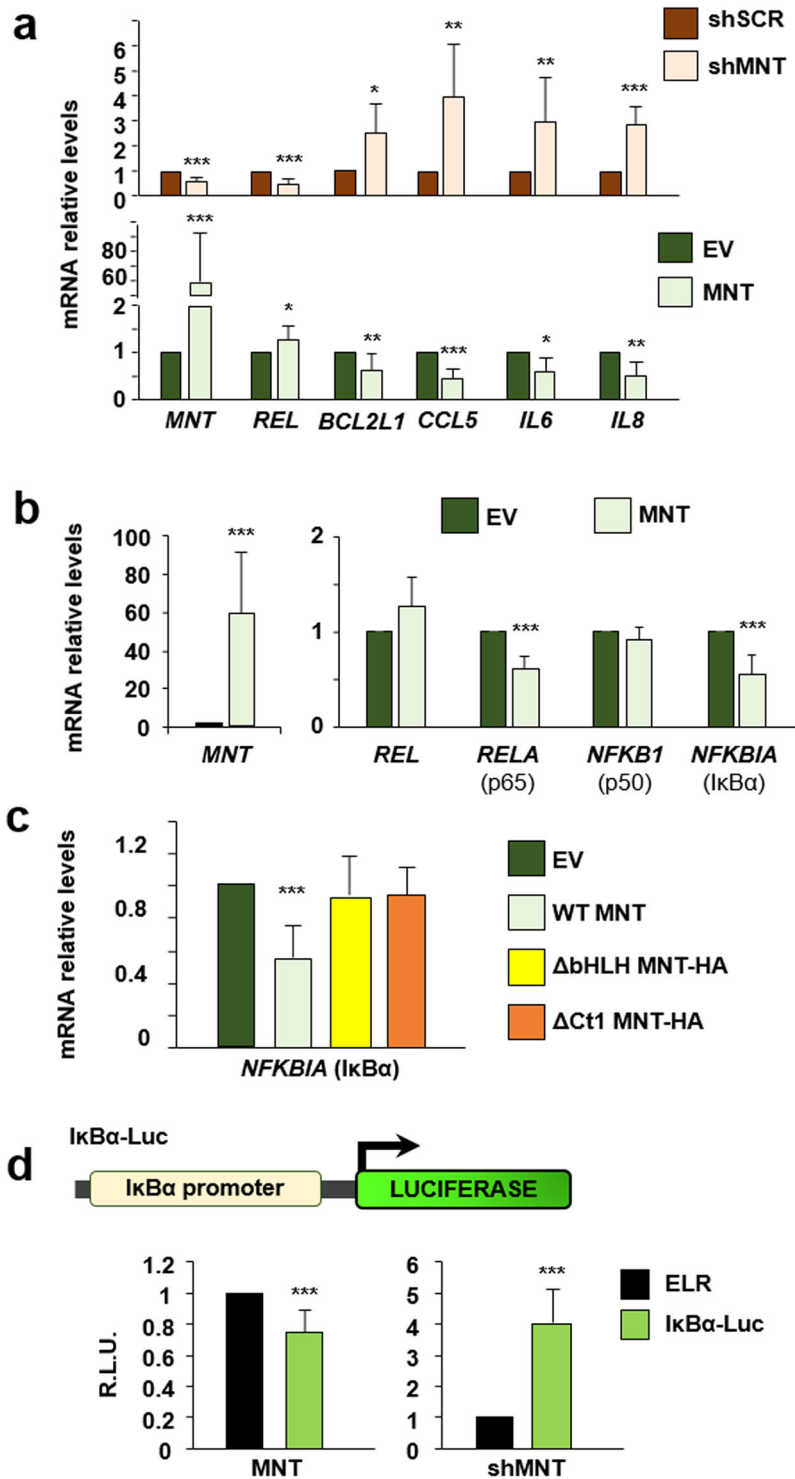 a
shSCR
shMNT
mRNA relative levels
6
5
4
3
2
1
0
*** *** * ** ** ***
EV
MNT
80
60
2
1
0
*** * ** *** * **
MNT REL BCL2L1 CCL5 IL6 IL8
b
EV MNT
mRNA relative levels
100
80
60
40
20
0
***
MNT
2
1
0
*** ***
REL RELA NFKB1 NFKBIA
(p65) (p50) (IκBα)
c
mRNA relative levels
1.2
0.8
0.4
0
***
NFKBIA (IκBα)
EV
WT MNT
ΔbHLH MNT-HA
ΔCt1 MNT-HA
d
IκBα-Luc
IκBα promoter LUCIFERASE
R.L.U.
1.2
1
0.8
0.6
0.4
0.2
0
***
MNT
6
5
4
3
2
1
0
***
shMNT
ELR
IκBα-Luc